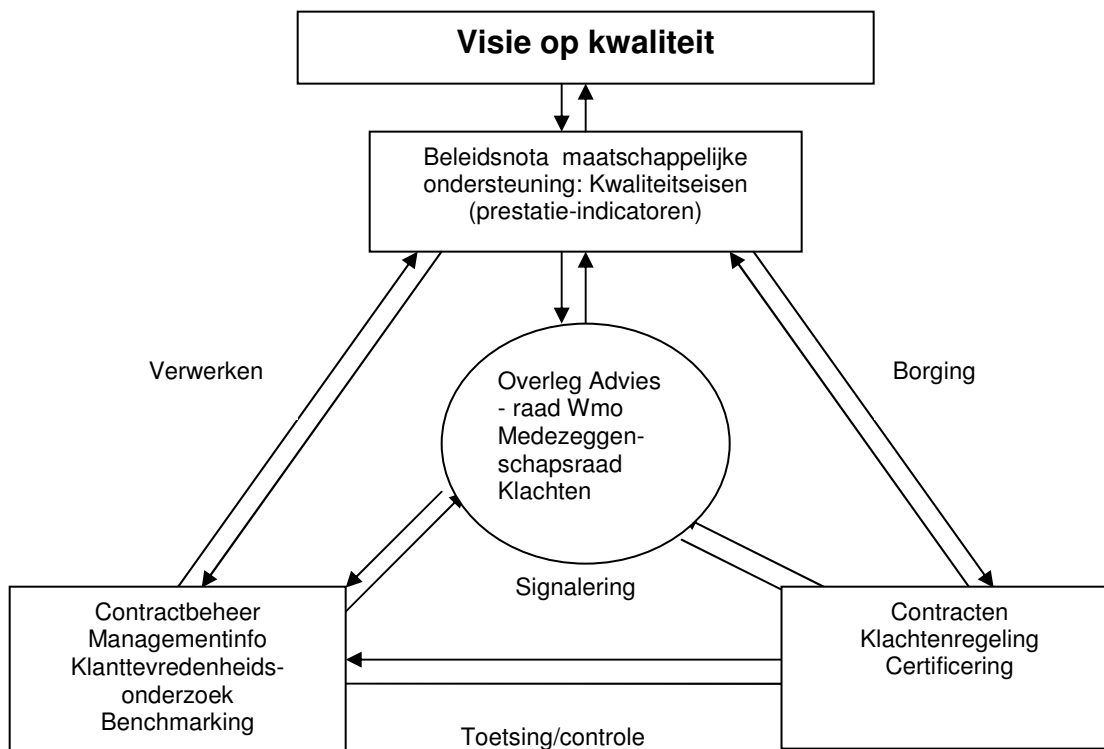 Visie op kwaliteit
Beleidsnota maatschappelijke
ondersteuning: Kwaliteitseisen
(prestatie-indicatoren)
Verwerken
Borging
Overleg Advies
- raad Wmo
Medezeggen-
schapsraad
Klachten
Signalering
Contractbeheer
Managementinfo
Klanttevredenheids-
onderzoek
Benchmarking
Contracten
Klachtenregeling
Certificering
Toetsing/controle